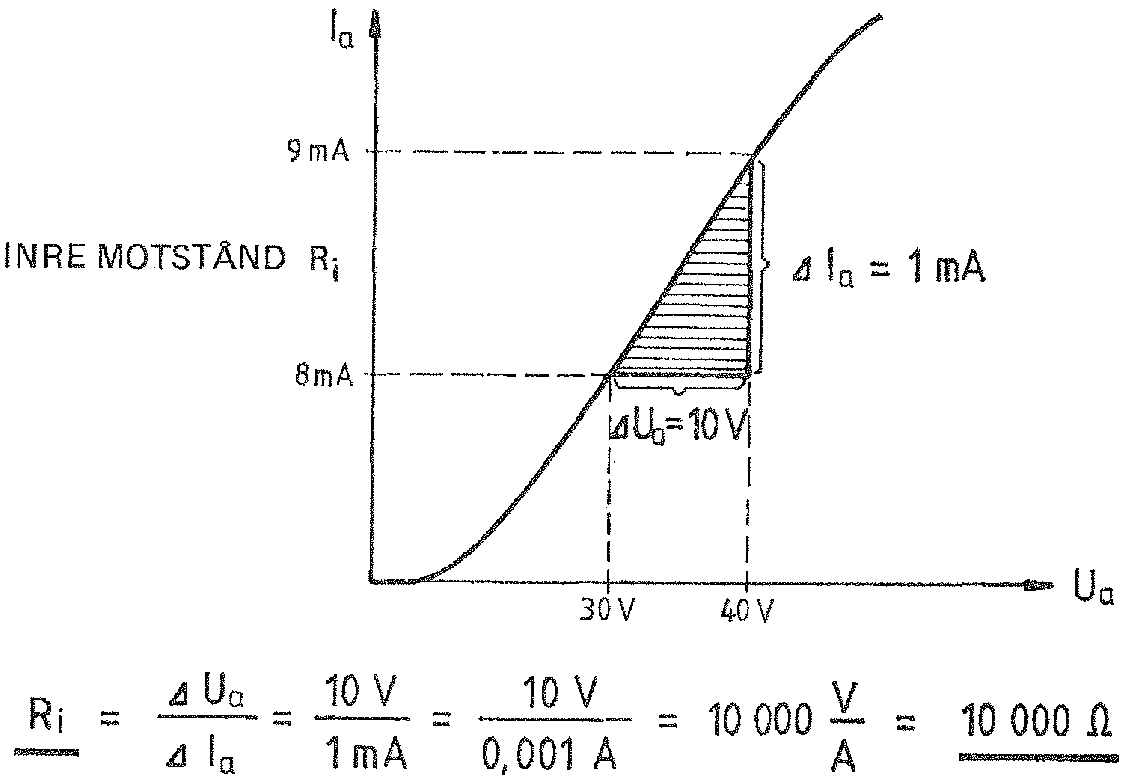 Ia
9 mA
INRE MOTSTÅND Ri
⊿ Ia = 1 mA
8 mA
⊿Ua=10 V
30 V
40 V
Ua
Ri = ⊿ Ua / ⊿ Ia = 10 V / 1 mA = 10 V / 0,001 A = 10 000 V / A = 10 000 Ω